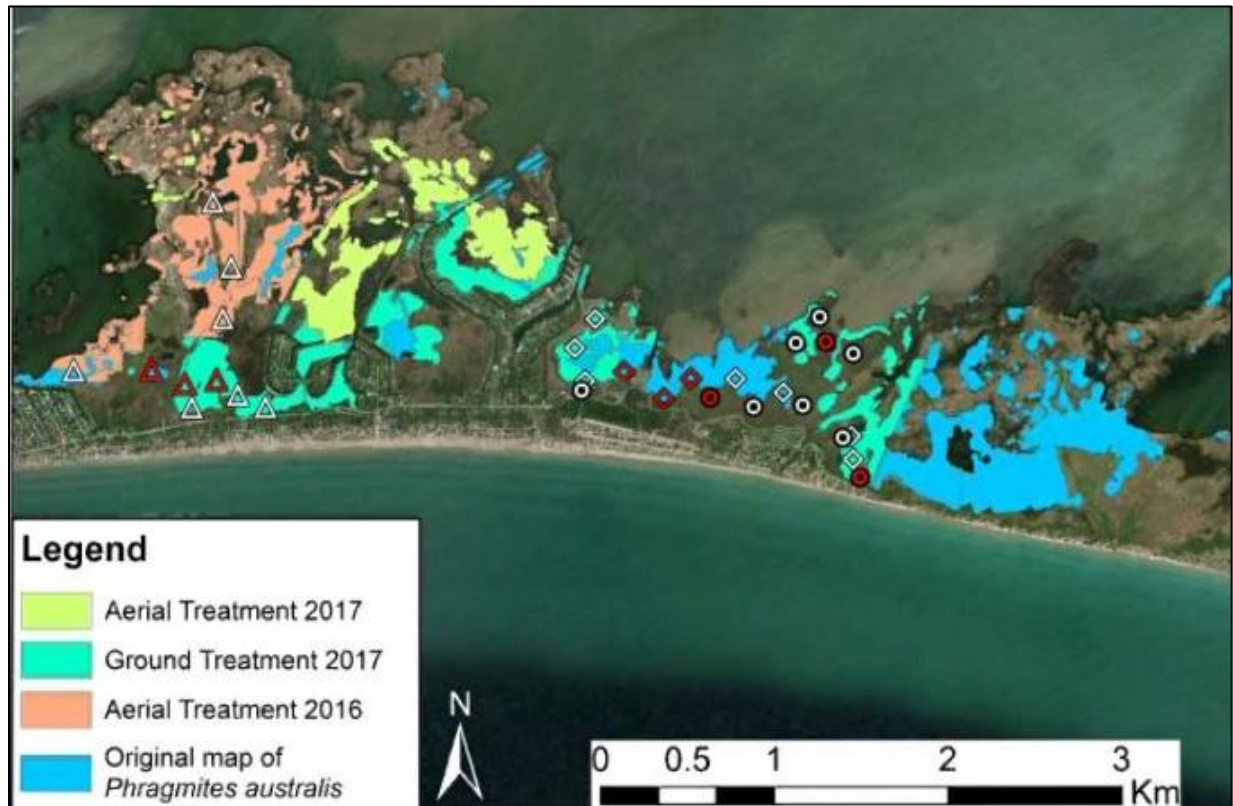 Legend
Aerial Treatment 2017
Ground Treatment 2017
Aerial Treatment 2016
Original map of
Phragmites australis
N
0 0.5 1 2 3
Km